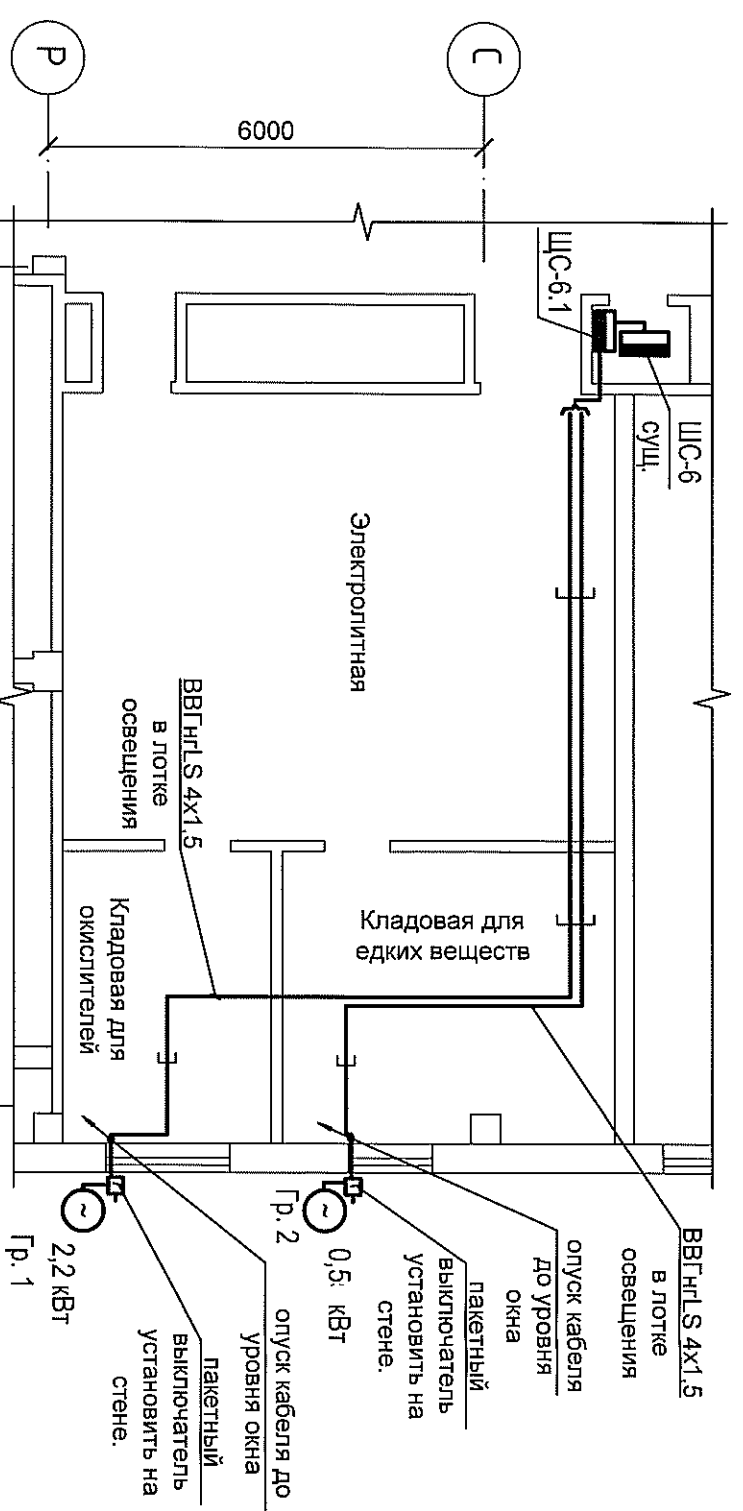 С
Р
6000
ЩС-6.1
ШС-6
сущ.
Электролитная
ВВГнгLS 4х1,5
в лотке
освещения
Кладовая для
окислителей
Кладовая для
едких веществ
ВВГнгLS 4х1,5
в лотке
освещения
опуск кабеля
до уровня
окна
пакетный
выключатель
установить на
стене.
0,5 кВт
Гр. 2
опуск кабеля до
уровня окна
пакетный
выключатель
установить на
стене.
2,2 кВт
Гр. 1